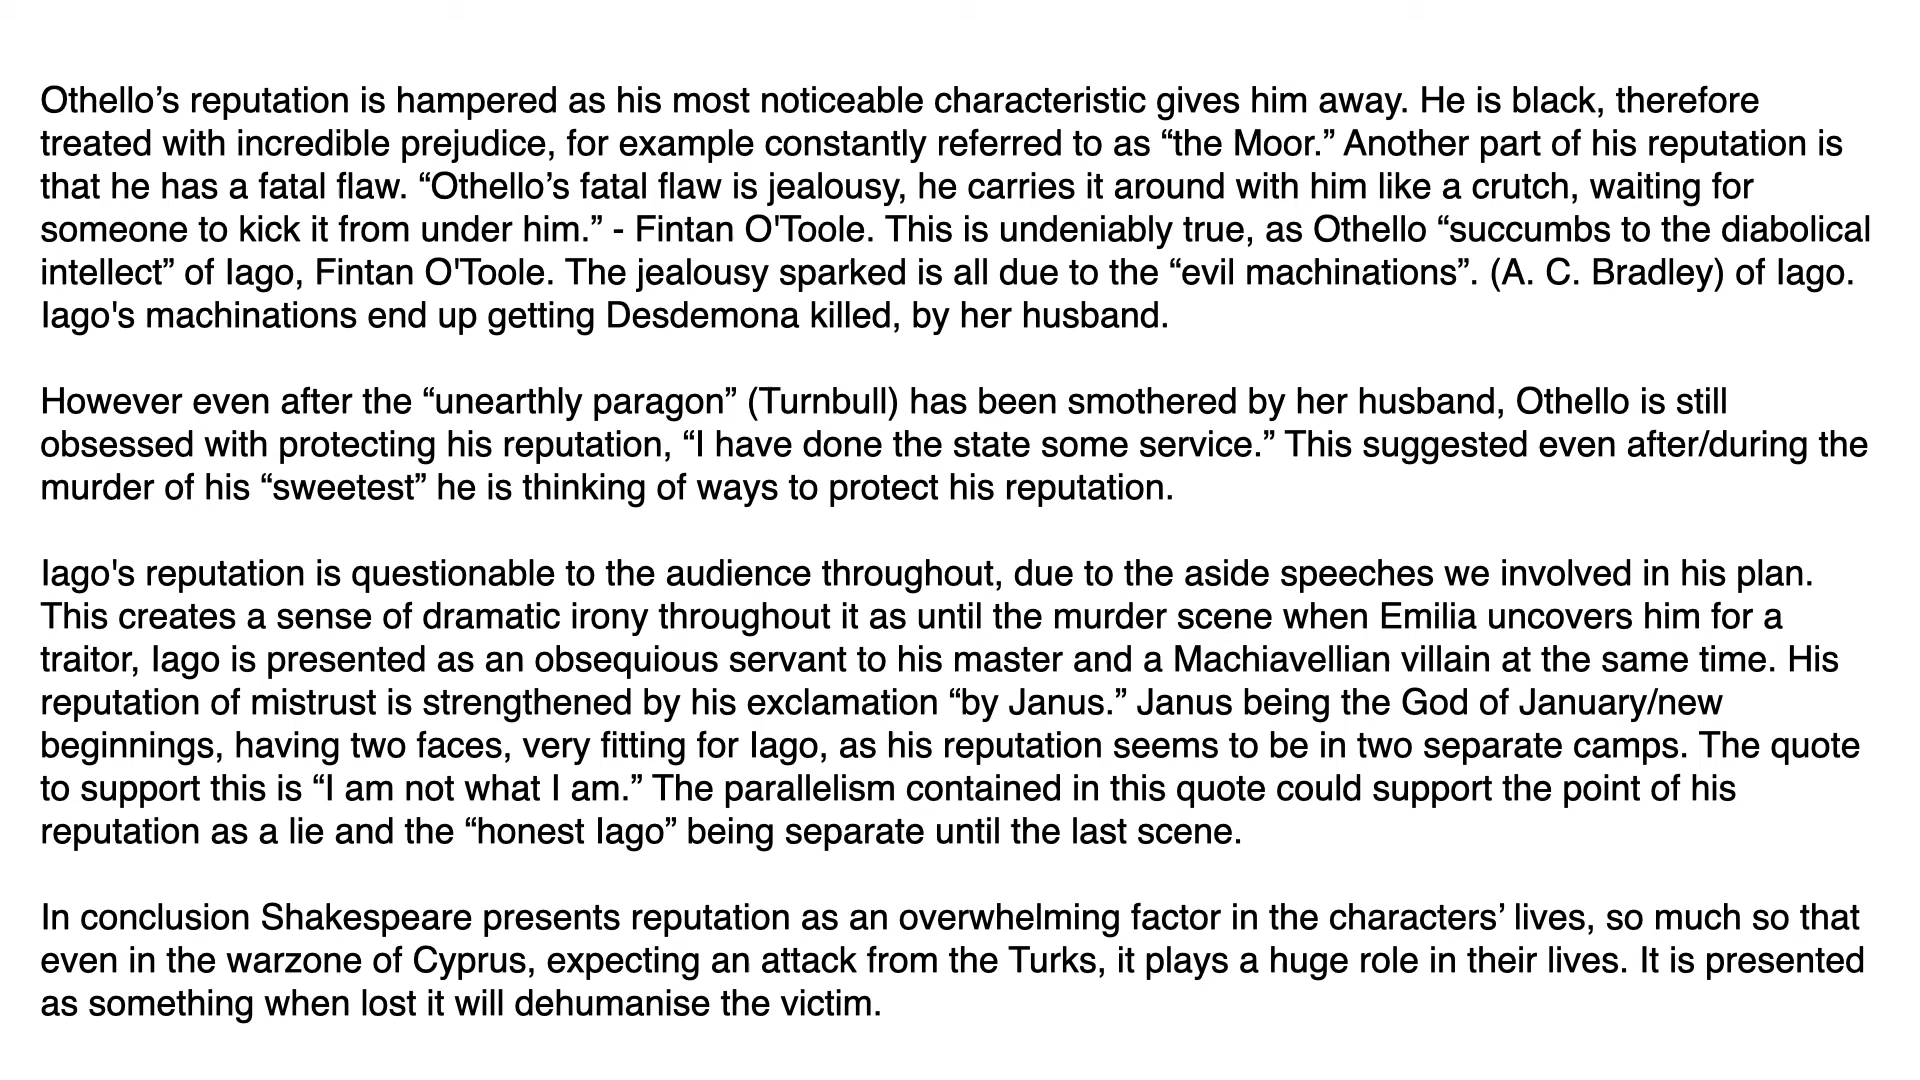 Othello’s reputation is hampered as his most noticeable characteristic gives him away. He is black, therefore
treated with incredible prejudice, for example constantly referred to as “the Moor.” Another part of his reputation is
that he has a fatal flaw. “Othello’s fatal flaw is jealousy, he carries it around with him like a crutch, waiting for
someone to kick it from under him.” - Fintan O'Toole. This is undeniably true, as Othello “succumbs to the diabolical
intellect” of Iago, Fintan O'Toole. The jealousy sparked is all due to the “evil machinations”. (A. C. Bradley) of Iago.
Iago's machinations end up getting Desdemona killed, by her husband.
However even after the “unearthly paragon” (Turnbull) has been smothered by her husband, Othello is still
obsessed with protecting his reputation, “I have done the state some service.” This suggested even after/during the
murder of his “sweetest” he is thinking of ways to protect his reputation.
Iago's reputation is questionable to the audience throughout, due to the aside speeches we involved in his plan.
This creates a sense of dramatic irony throughout it as until the murder scene when Emilia uncovers him for a
traitor, Iago is presented as an obsequious servant to his master and a Machiavellian villain at the same time. His
reputation of mistrust is strengthened by his exclamation “by Janus.” Janus being the God of January/new
beginnings, having two faces, very fitting for Iago, as his reputation seems to be in two separate camps. The quote
to support this is “I am not what I am.” The parallelism contained in this quote could support the point of his
reputation as a lie and the “honest Iago” being separate until the last scene.
In conclusion Shakespeare presents reputation as an overwhelming factor in the characters’ lives, so much so that
even in the warzone of Cyprus, expecting an attack from the Turks, it plays a huge role in their lives. It is presented
as something when lost it will dehumanise the victim.